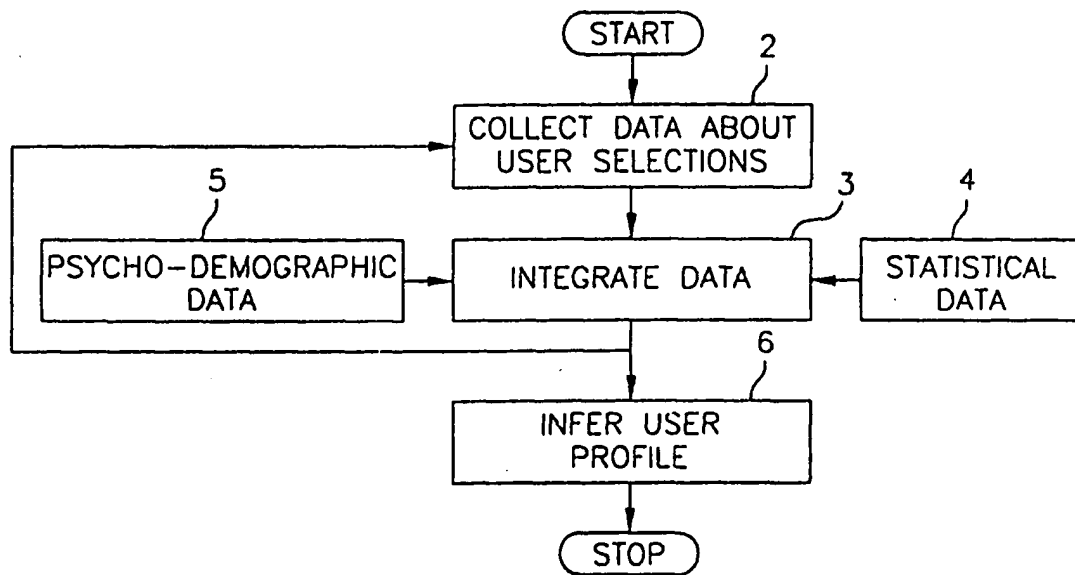 START
2
COLLECT DATA ABOUT
USER SELECTIONS
5
3
4
PSYCHO-DEMOGRAPHIC
DATA
INTEGRATE DATA
STATISTICAL
DATA
6
INFER USER
PROFILE
STOP